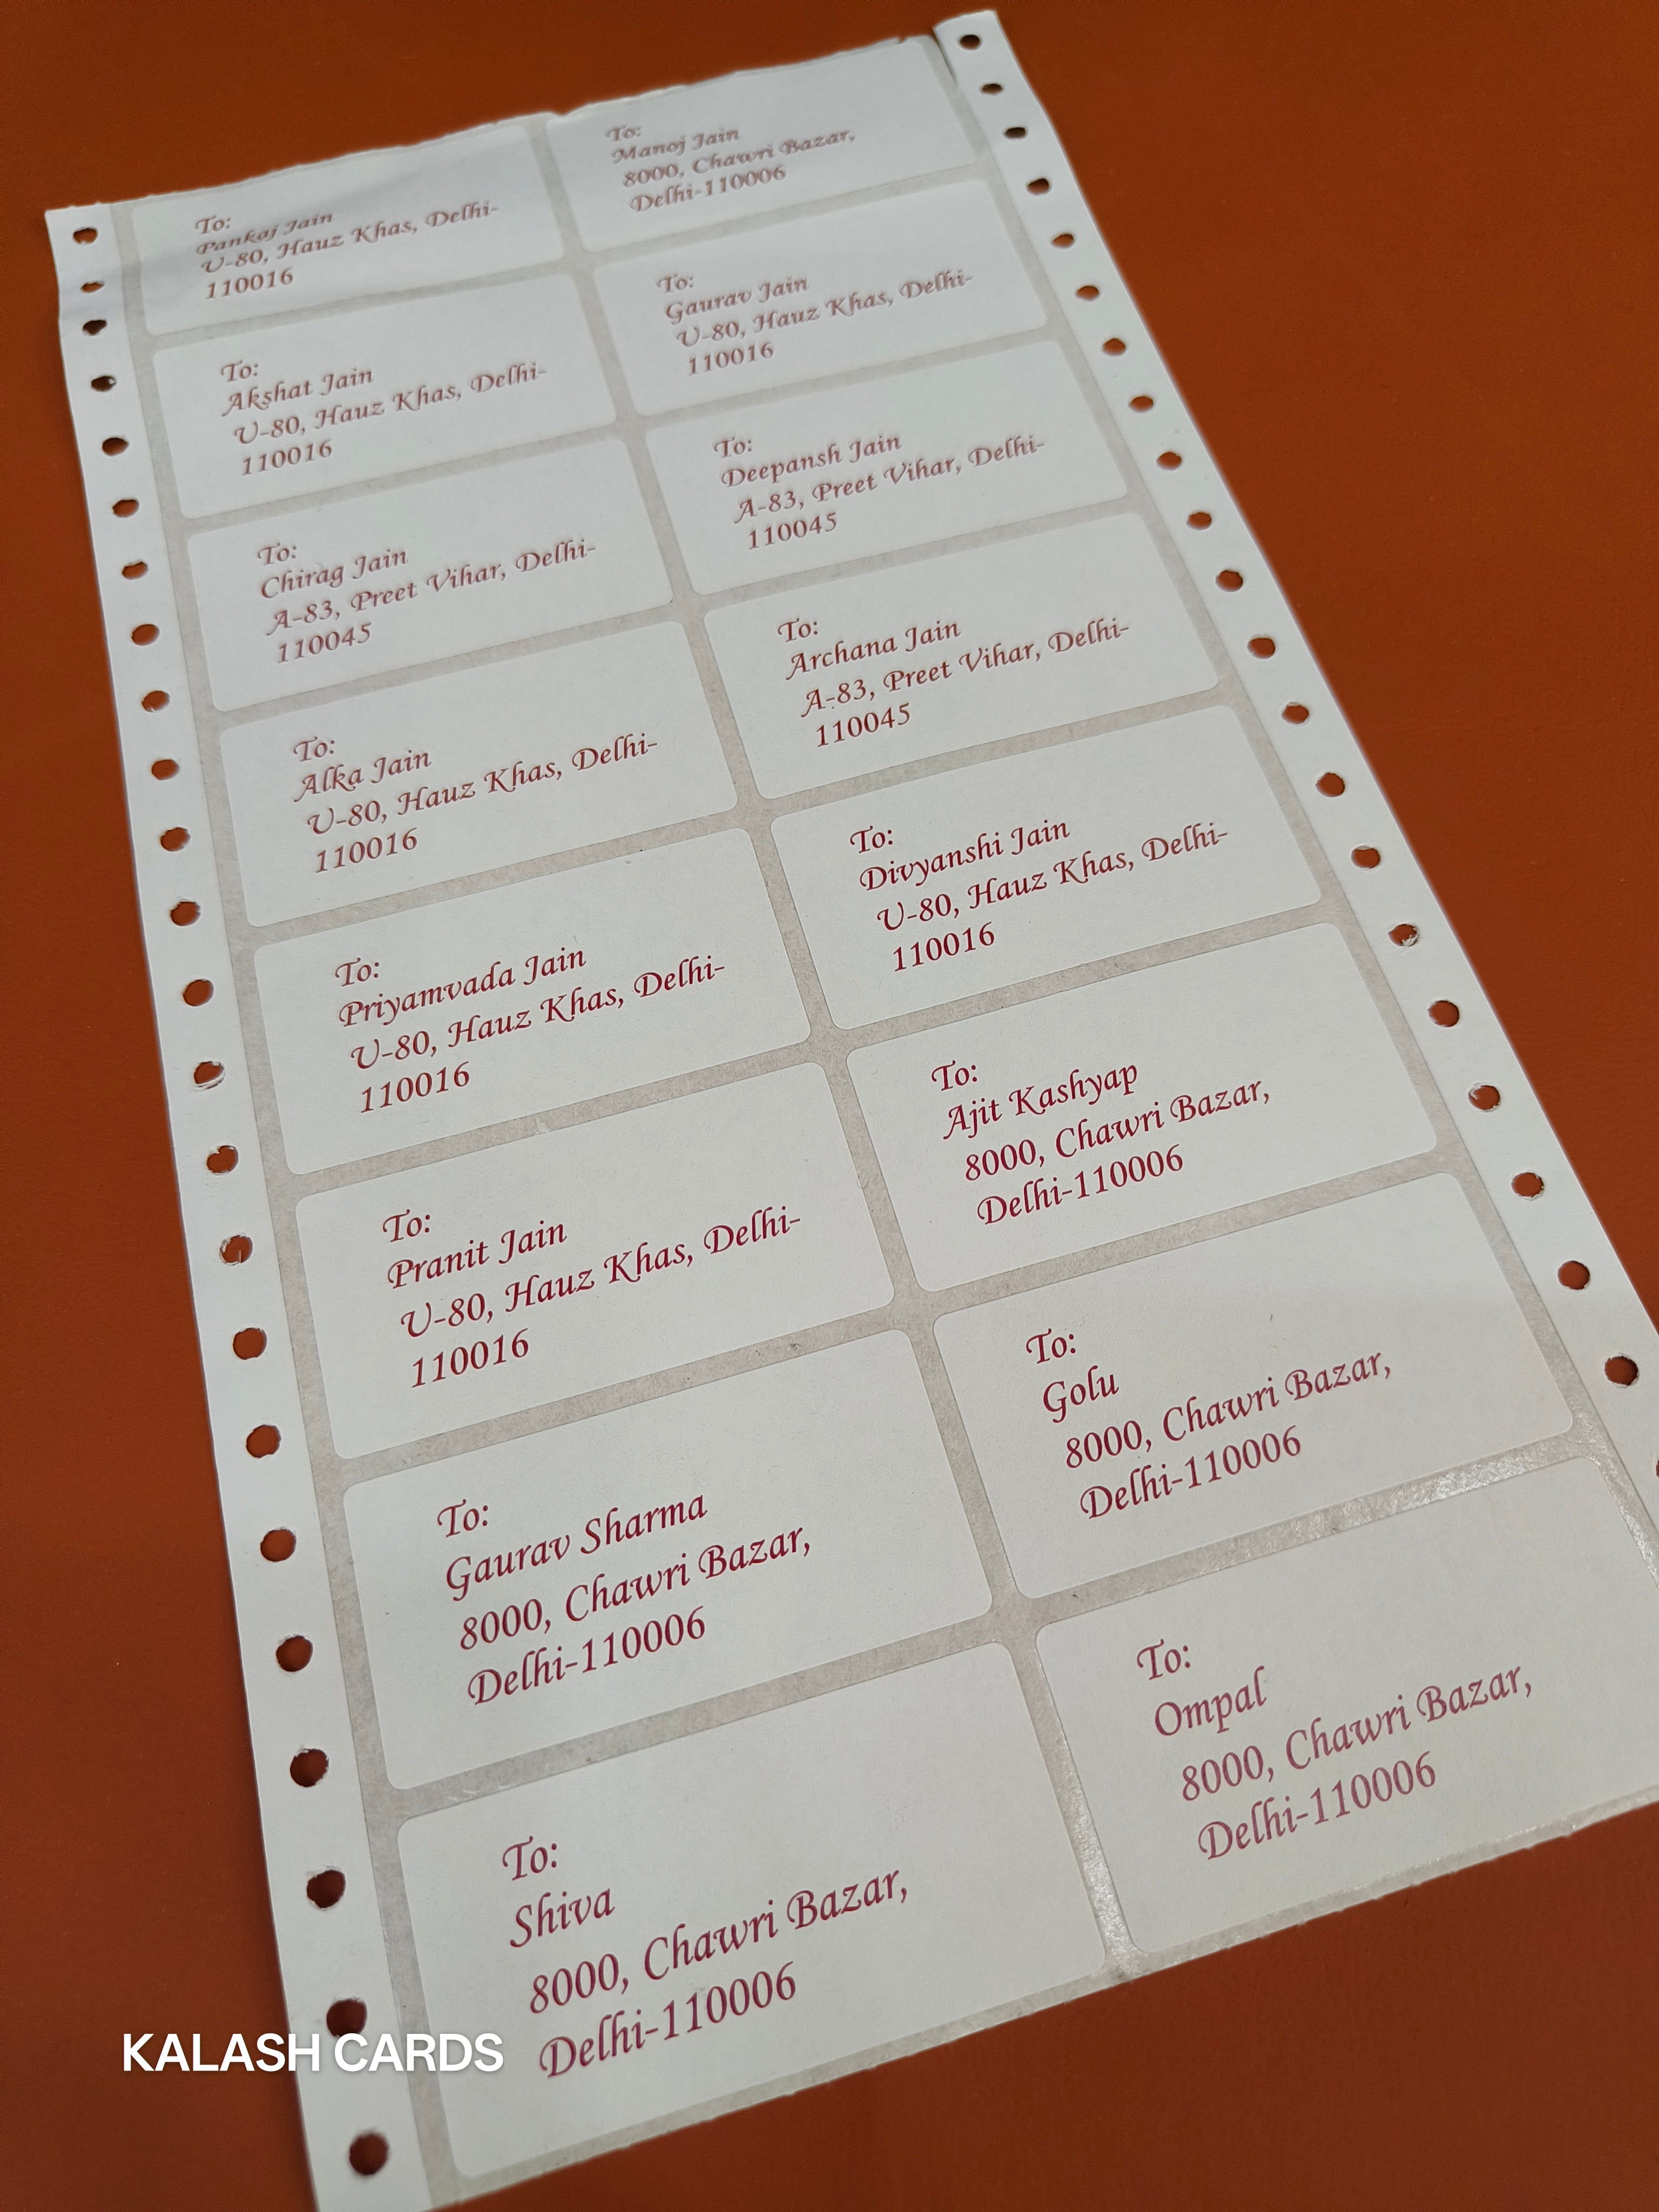 To:
Pankaj Jain
U-80, Hauz Khas, Delhi-
110016
To:
Manoj Jain
8000, Chawri Bazar,
Delhi-110006
To:
Akshat Jain
U-80, Hauz Khas, Delhi-
110016
To:
Gaurav Jain
U-80, Hauz Khas, Delhi-
110016
To:
Chirag Jain
A-83, Preet Vihar, Delhi-
110045
To:
Deepansh Jain
A-83, Preet Vihar, Delhi-
110045
To:
Alka Jain
U-80, Hauz Khas, Delhi-
110016
To:
Archana Jain
A-83, Preet Vihar, Delhi-
110045
To:
Priyamvada Jain
U-80, Hauz Khas, Delhi-
110016
To:
Divyanshi Jain
U-80, Hauz Khas, Delhi-
110016
To:
Pranit Jain
U-80, Hauz Khas, Delhi-
110016
To:
Ajit Kashyap
8000, Chawri Bazar,
Delhi-110006
To:
Gaurav Sharma
8000, Chawri Bazar,
Delhi-110006
To:
Golu
8000, Chawri Bazar,
Delhi-110006
To:
Shiva
8000, Chawri Bazar,
Delhi-110006
To:
Ompal
8000, Chawri Bazar,
Delhi-110006
KALASH CARDS